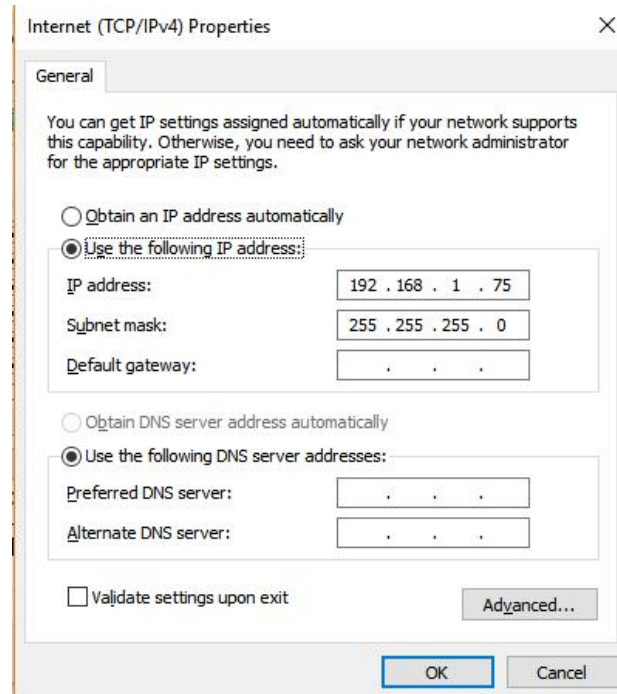 Internet (TCP/IPv4) Properties
General
You can get IP settings assigned automatically if your network supports
this capability. Otherwise, you need to ask your network administrator
for the appropriate IP settings.
Obtain an IP address automatically
Use the following IP address:
IP address: 192 . 168 . 1 . 75
Subnet mask: 255 . 255 . 255 . 0
Default gateway: . . .
Obtain DNS server address automatically
Use the following DNS server addresses:
Preferred DNS server: . . .
Alternate DNS server: . . .
Validate settings upon exit
Advanced...
OK Cancel